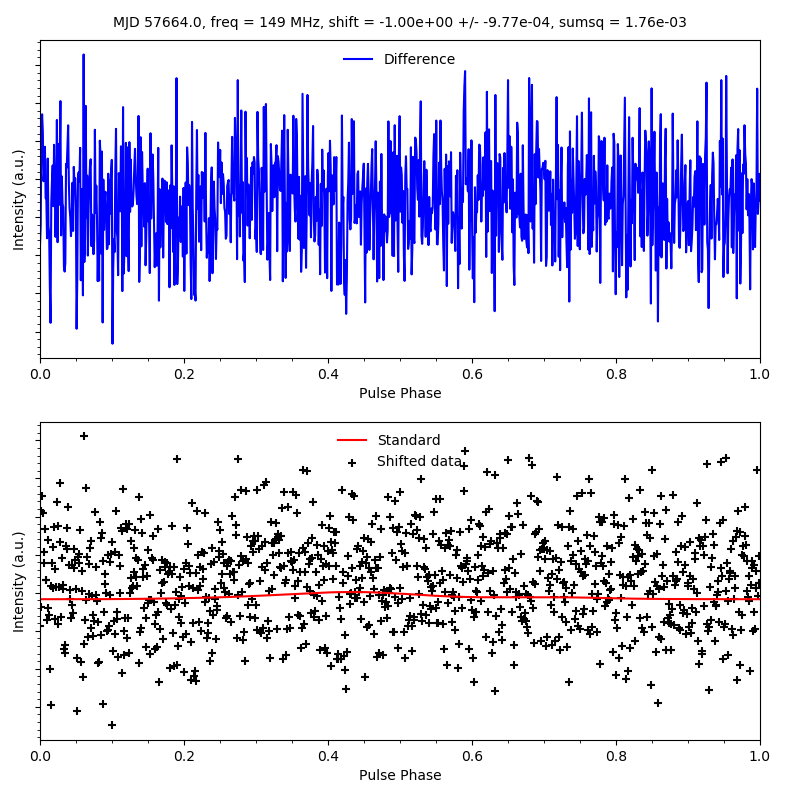 MJD 57664.0, freq = 149 MHz, shift = -1.00e+00 +/- -9.77e-04, sumsq = 1.76e-03
Difference
Intensity (a.u.)
0.0 0.2 0.4 0.6 0.8 1.0
Pulse Phase
Standard
Shifted data
Intensity (a.u.)
0.0 0.2 0.4 0.6 0.8 1.0
Pulse Phase